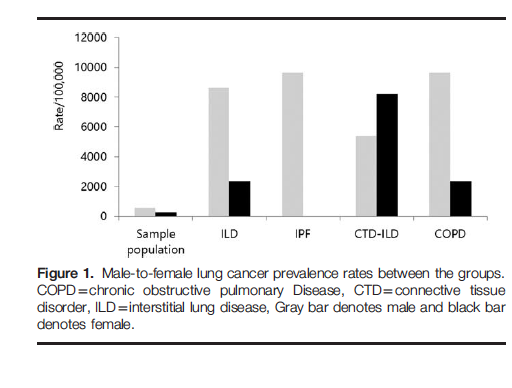 12000
10000
8000
6000
4000
2000
0
Rate/100,000
Sample population
ILD
IPF
CTD-ILD
COPD
Figure 1. Male-to-female lung cancer prevalence rates between the groups.
COPD=chronic obstructive pulmonary Disease, CTD=connective tissue
disorder, ILD=interstitial lung disease, Gray bar denotes male and black bar
denotes female.